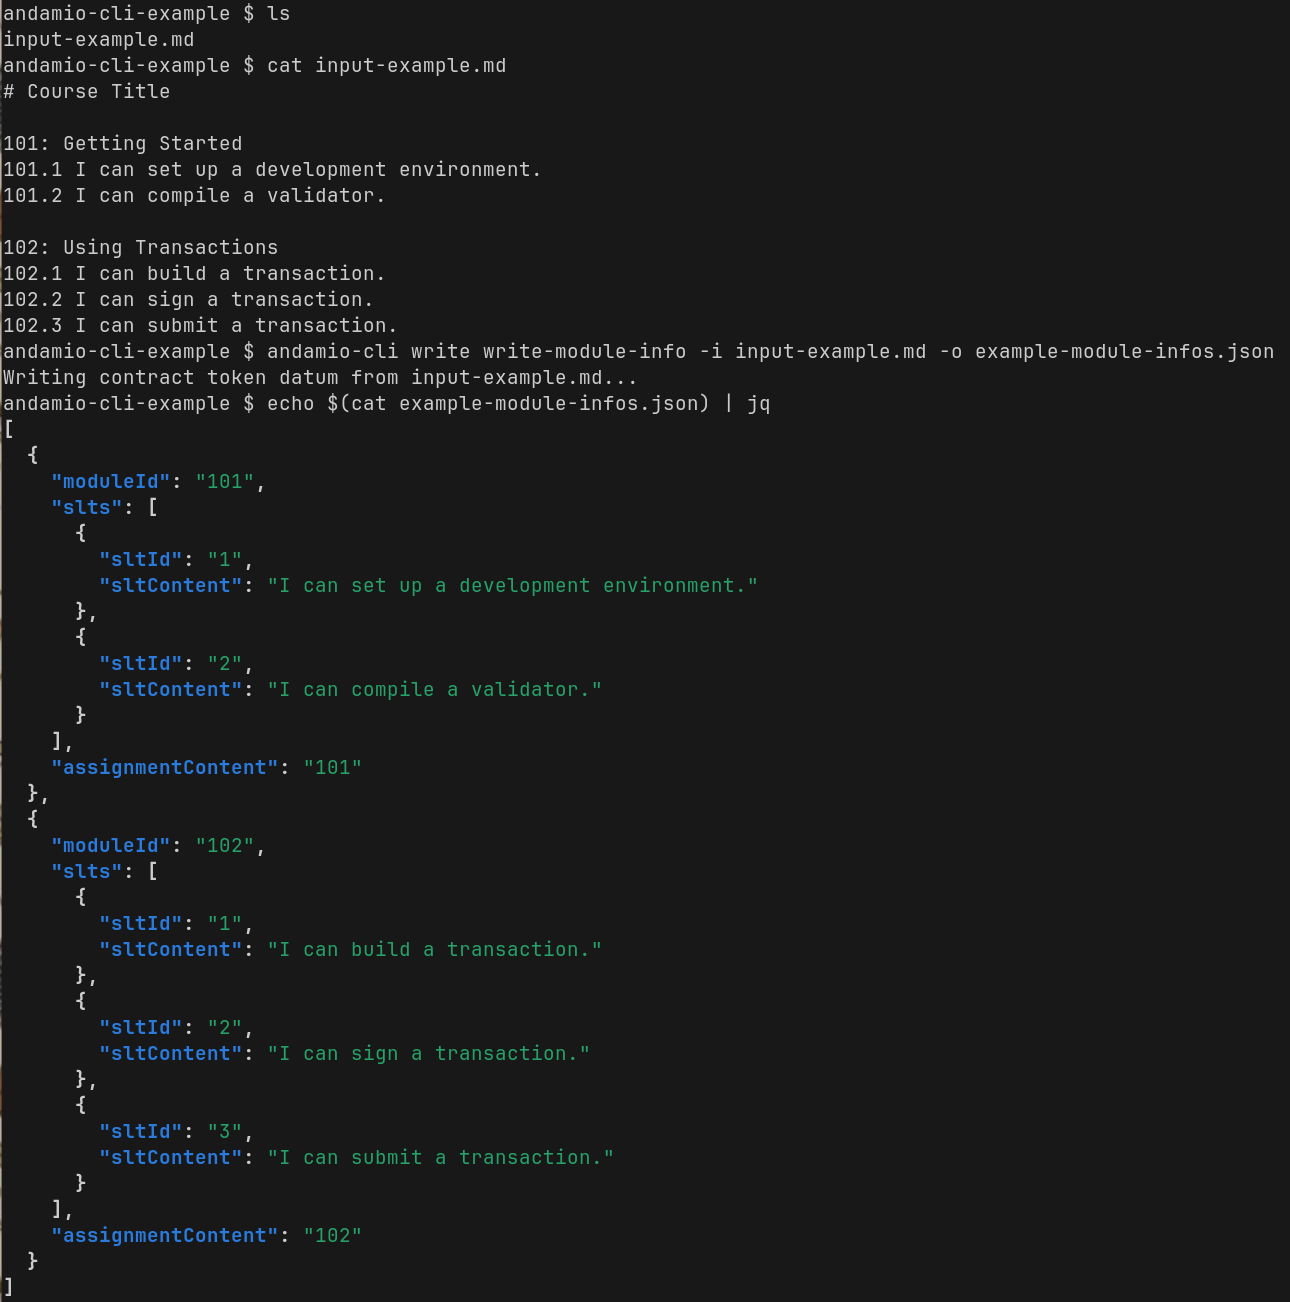 andamio-cli-example $ ls
input-example.md
andamio-cli-example $ cat input-example.md
# Course Title

101: Getting Started
101.1 I can set up a development environment.
101.2 I can compile a validator.

102: Using Transactions
102.1 I can build a transaction.
102.2 I can sign a transaction.
102.3 I can submit a transaction.
andamio-cli-example $ andamio-cli write write-module-info -i input-example.md -o example-module-infos.json
Writing contract token datum from input-example.md...
andamio-cli-example $ echo $(cat example-module-infos.json) | jq
[
  {
    "moduleId": "101",
    "slts": [
      {
        "sltId": "1",
        "sltContent": "I can set up a development environment."
      },
      {
        "sltId": "2",
        "sltContent": "I can compile a validator."
      }
    ],
    "assignmentContent": "101"
  },
  {
    "moduleId": "102",
    "slts": [
      {
        "sltId": "1",
        "sltContent": "I can build a transaction."
      },
      {
        "sltId": "2",
        "sltContent": "I can sign a transaction."
      },
      {
        "sltId": "3",
        "sltContent": "I can submit a transaction."
      }
    ],
    "assignmentContent": "102"
  }
]